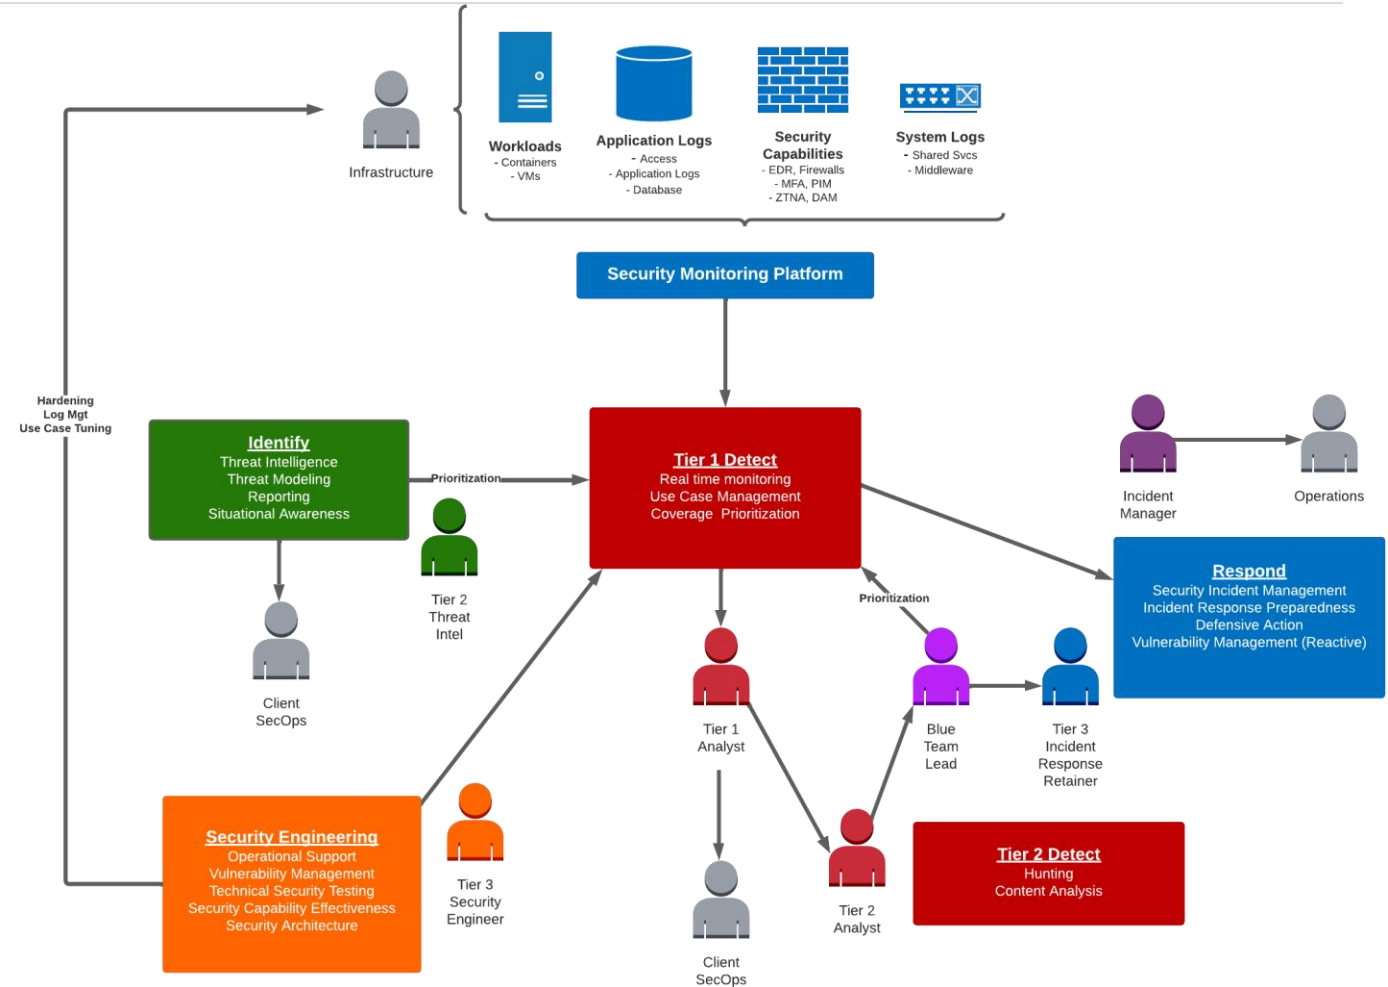 Infrastructure
Workloads
- Containers
- VMs
Application Logs
- Access
- Application Logs
- Database
Security
Capabilities
- EDR, Firewalls
- MFA, PIM
- ZTNA, DAM
System Logs
- Shared Svcs
- Middleware
Security Monitoring Platform
Hardening
Log Mgt
Use Case Tuning
Identify
Threat Intelligence
Threat Modeling
Reporting
Situational Awareness
Prioritization
Tier 2
Threat
Intel
Client
SecOps
Tier 1 Detect
Real time monitoring
Use Case Management
Coverage Prioritization
Incident
Manager
Operations
Respond
Security Incident Management
Incident Response Preparedness
Defensive Action
Vulnerability Management (Reactive)
Prioritization
Tier 1
Analyst
Blue
Team
Lead
Tier 3
Incident
Response
Retainer
Security Engineering
Operational Support
Vulnerability Management
Technical Security Testing
Security Capability Effectiveness
Security Architecture
Tier 3
Security
Engineer
Tier 2
Analyst
Tier 2 Detect
Hunting
Content Analysis
Client
SecOps